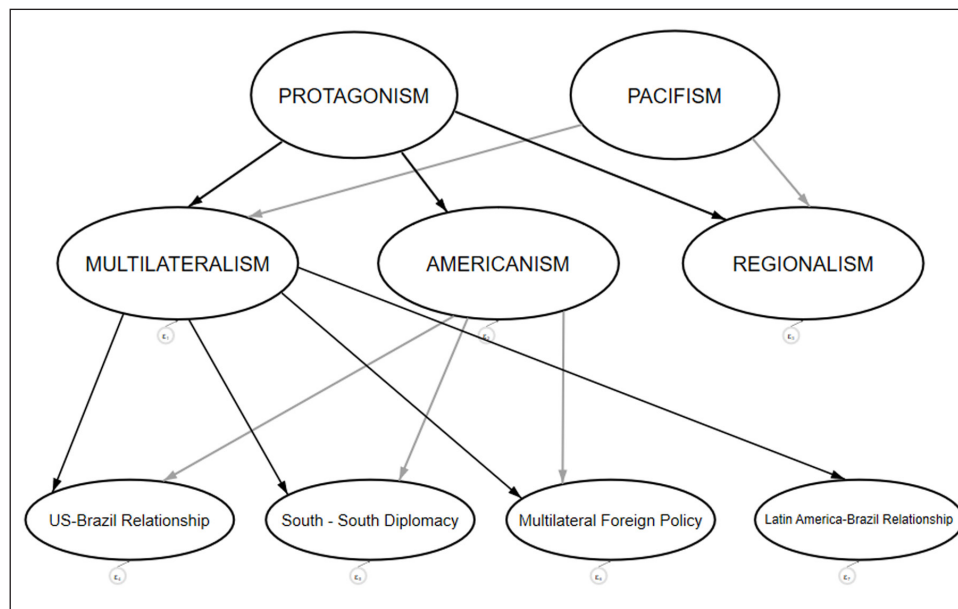 PROTAGONISM
PACIFISM
MULTILATERALISM
AMERICANISM
REGIONALISM
US-Brazil Relationship
South - South Diplomacy
Multilateral Foreign Policy
Latin America-Brazil Relationship